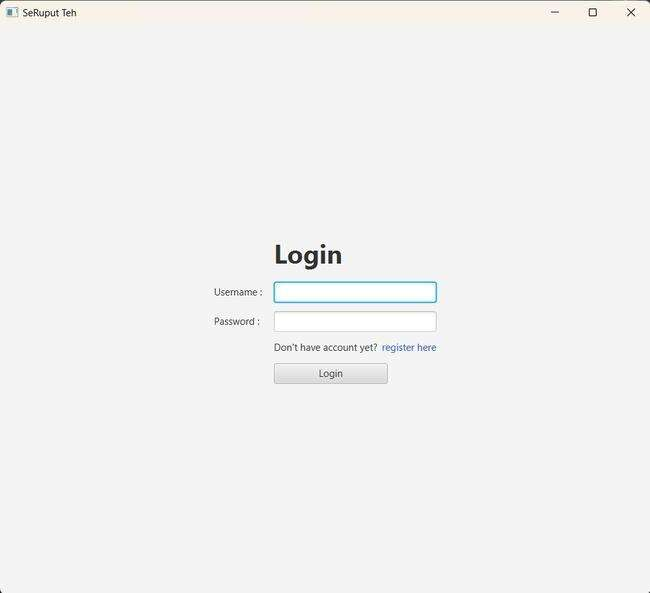 SeRuput Teh
Login
Username :
Password :
Don't have account yet? register here
Login